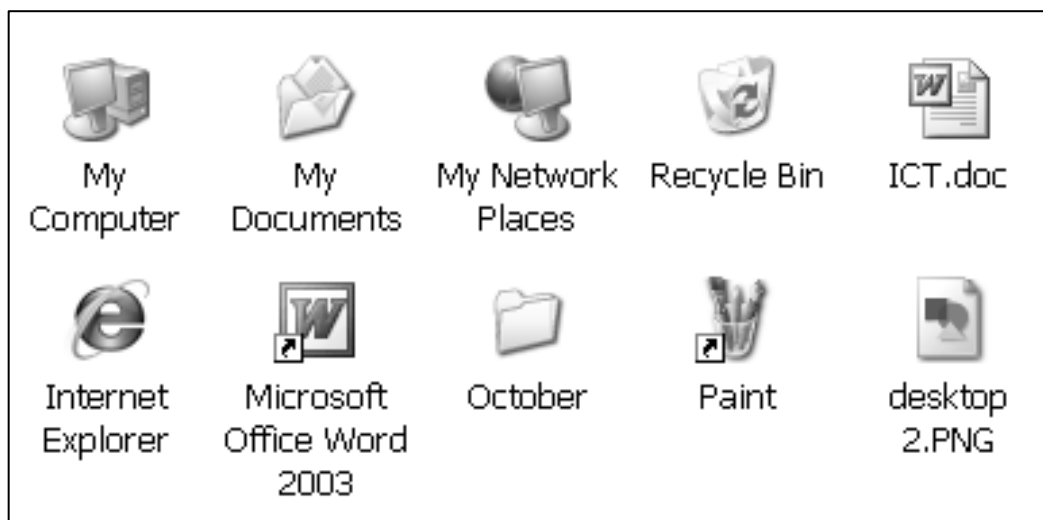 My
Computer
My
Documents
My Network
Places
Recycle Bin
W
ICT.doc
Internet
Explorer
W
Microsoft
Office Word
2003
October
Paint
desktop
2.PNG